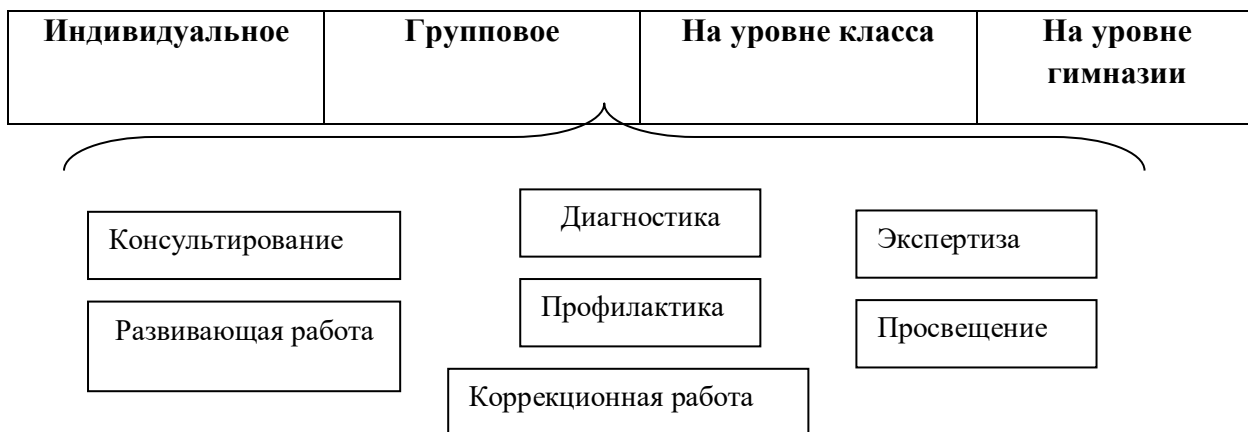 Индивидуальное
Групповое
На уровне класса
На уровне
гимназии
Консультирование
Диагностика
Экспертиза
Развивающая работа
Профилактика
Просвещение
Коррекционная работа